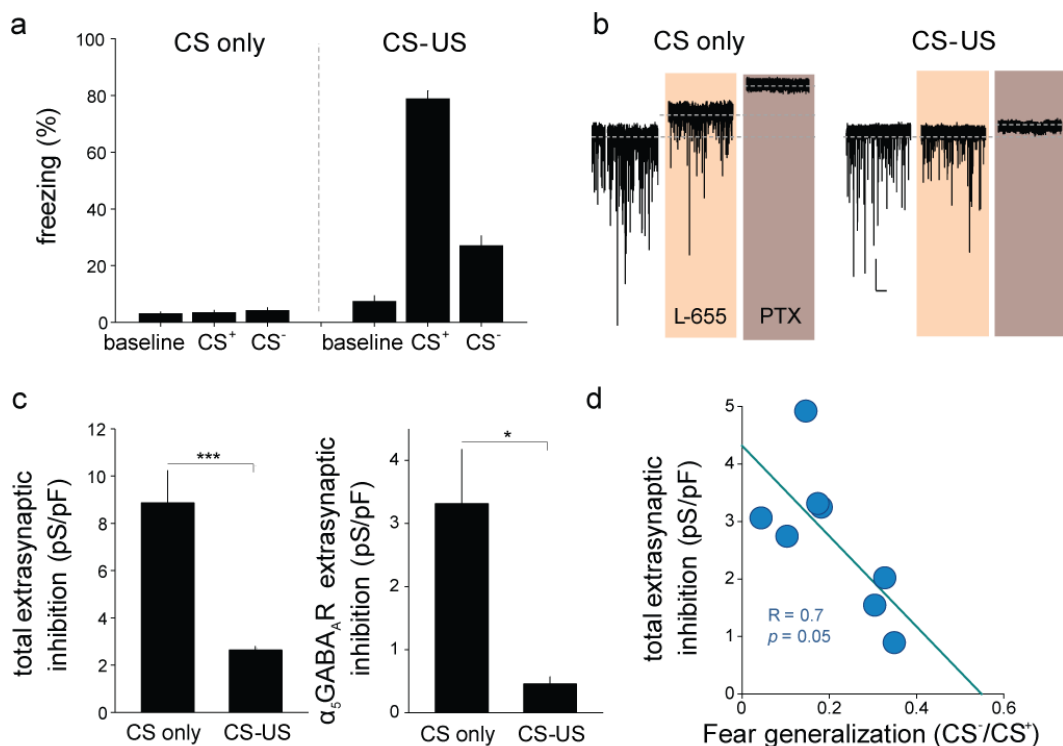 a
CS only
CS-US
freezing (%)
100
80
60
40
20
0
baseline
CS⁺
CS⁻
baseline
CS⁺
CS⁻
b
CS only
CS-US
L-655
PTX
c
total extrasynaptic
inhibition (pS/pF)
12
10
8
6
4
2
0
***
CS only
CS-US
α₅GABA_AR extrasynaptic
inhibition (pS/pF)
4
3
2
1
0
*
CS only
CS-US
d
total extrasynaptic
inhibition (pS/pF)
5
4
3
2
1
0
R = 0.7
p = 0.05
0
0.2
0.4
0.6
Fear generalization (CS⁻/CS⁺)